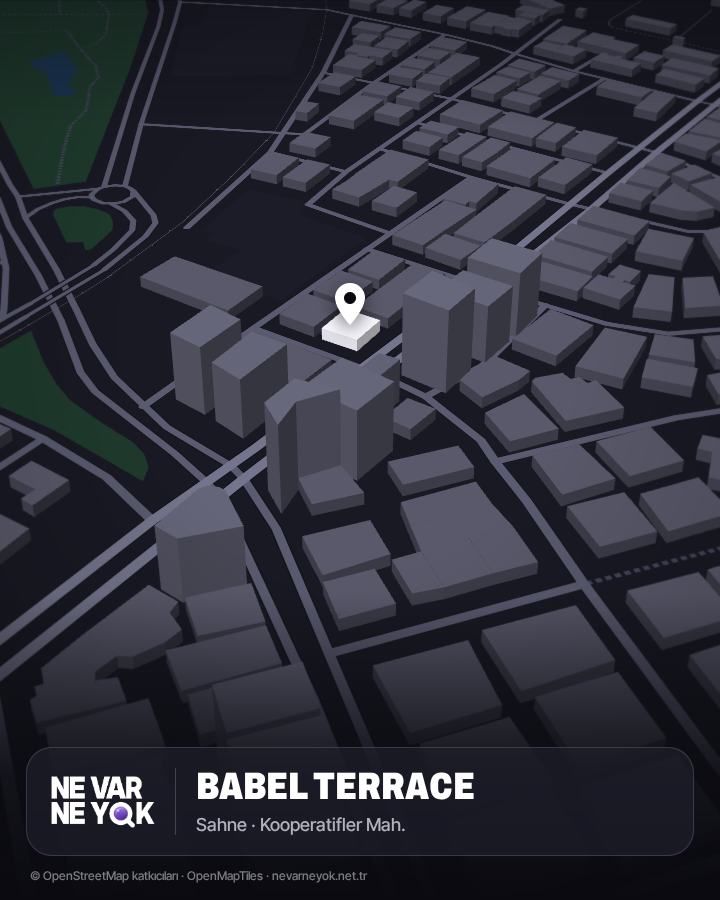 NE VAR
NE YOK
BABEL TERRACE
Sahne · Kooperatifler Mah.
© OpenStreetMap katkıcıları · OpenMapTiles · nevarneyok.net.tr